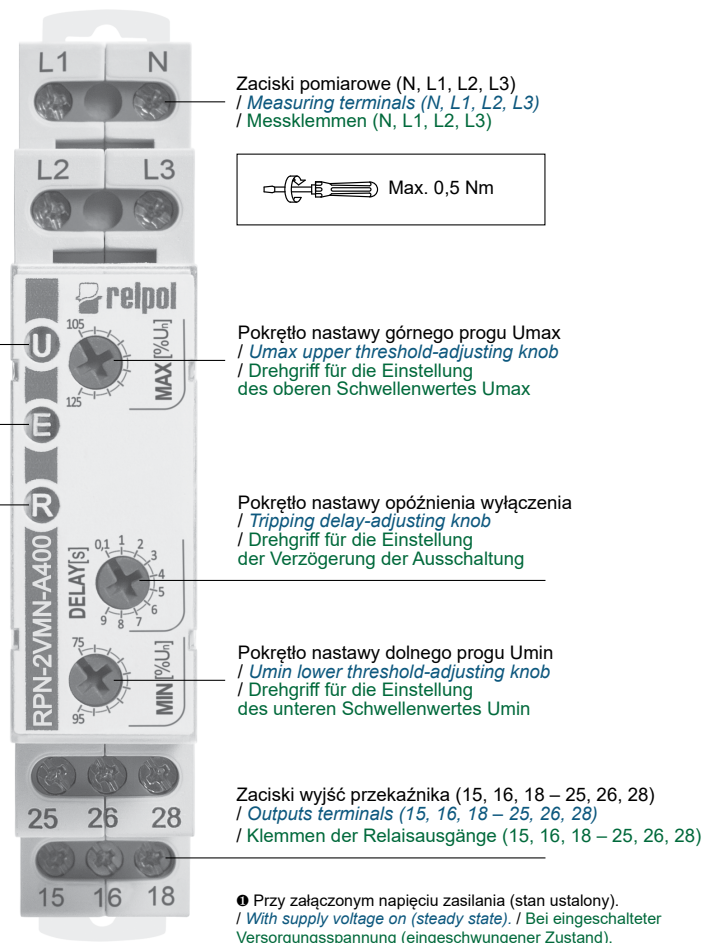 L1 N
Zaciski pomiarowe (N, L1, L2, L3)
/ Measuring terminals (N, L1, L2, L3)
/ Messklemmen (N, L1, L2, L3)
L2 L3
Max. 0,5 Nm
relpol
U
105
125
MAX [%Un]
Pokrętło nastawy górnego progu Umax
/ Umax upper threshold-adjusting knob
/ Drehgriff für die Einstellung
des oberen Schwellenwertes Umax
E
R
Pokrętło nastawy opóźnienia wyłączenia
/ Tripping delay-adjusting knob
/ Drehgriff für die Einstellung
der Verzögerung der Ausschaltung
DELAY[s]
0,1 1 2 3 4 5 6 7 8 9
RPN-2VMN-A400
75
95
MIN [%Un]
Pokrętło nastawy dolnego progu Umin
/ Umin lower threshold-adjusting knob
/ Drehgriff für die Einstellung
des unteren Schwellenwertes Umin
25 26 28
Zaciski wyjść przekaźnika (15, 16, 18 – 25, 26, 28)
/ Outputs terminals (15, 16, 18 – 25, 26, 28)
/ Klemmen der Relaisausgänge (15, 16, 18 – 25, 26, 28)
15 16 18
❶ Przy załączonym napięciu zasilania (stan ustalony).
/ With supply voltage on (steady state). / Bei eingeschalteter
Versorgungsspannung (eingeschwungener Zustand).